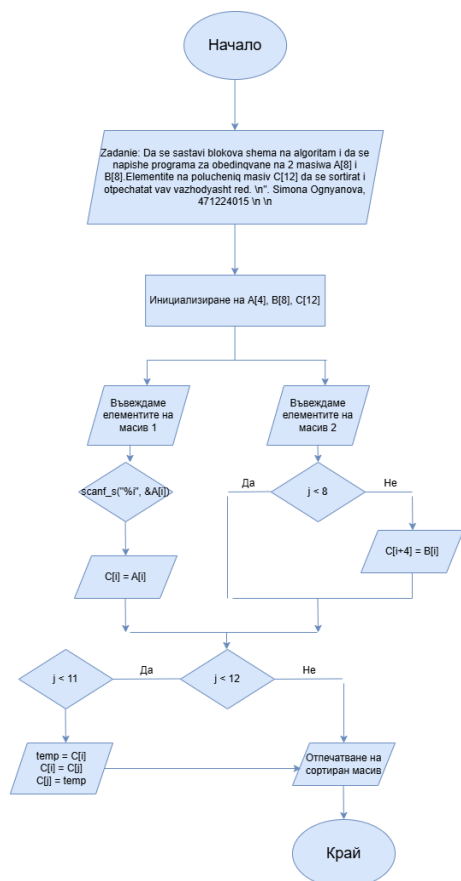 Начало
Zadanie: Da se sastavi blokova shema na algoritam i da se
napishe programa za obedinqvane na 2 masiwa A[8] i
B[8].Elementite na polucheniq masiv C[12] da se sortirat i
otpechatat vav vazhodyasht red. \n". Simona Ognyanova,
471224015 \n \n
Инициализиране на A[4], B[8], C[12]
Въвеждаме
елементите на
масив 1
Въвеждаме
елементите на
масив 2
scanf_s("%i", &A[i])
Да
j < 8
Не
C[i] = A[i]
C[i+4] = B[i]
j < 11
Да
j < 12
Не
temp = C[i]
C[i] = C[j]
C[j] = temp
Отпечатване на
сортиран масив
Край